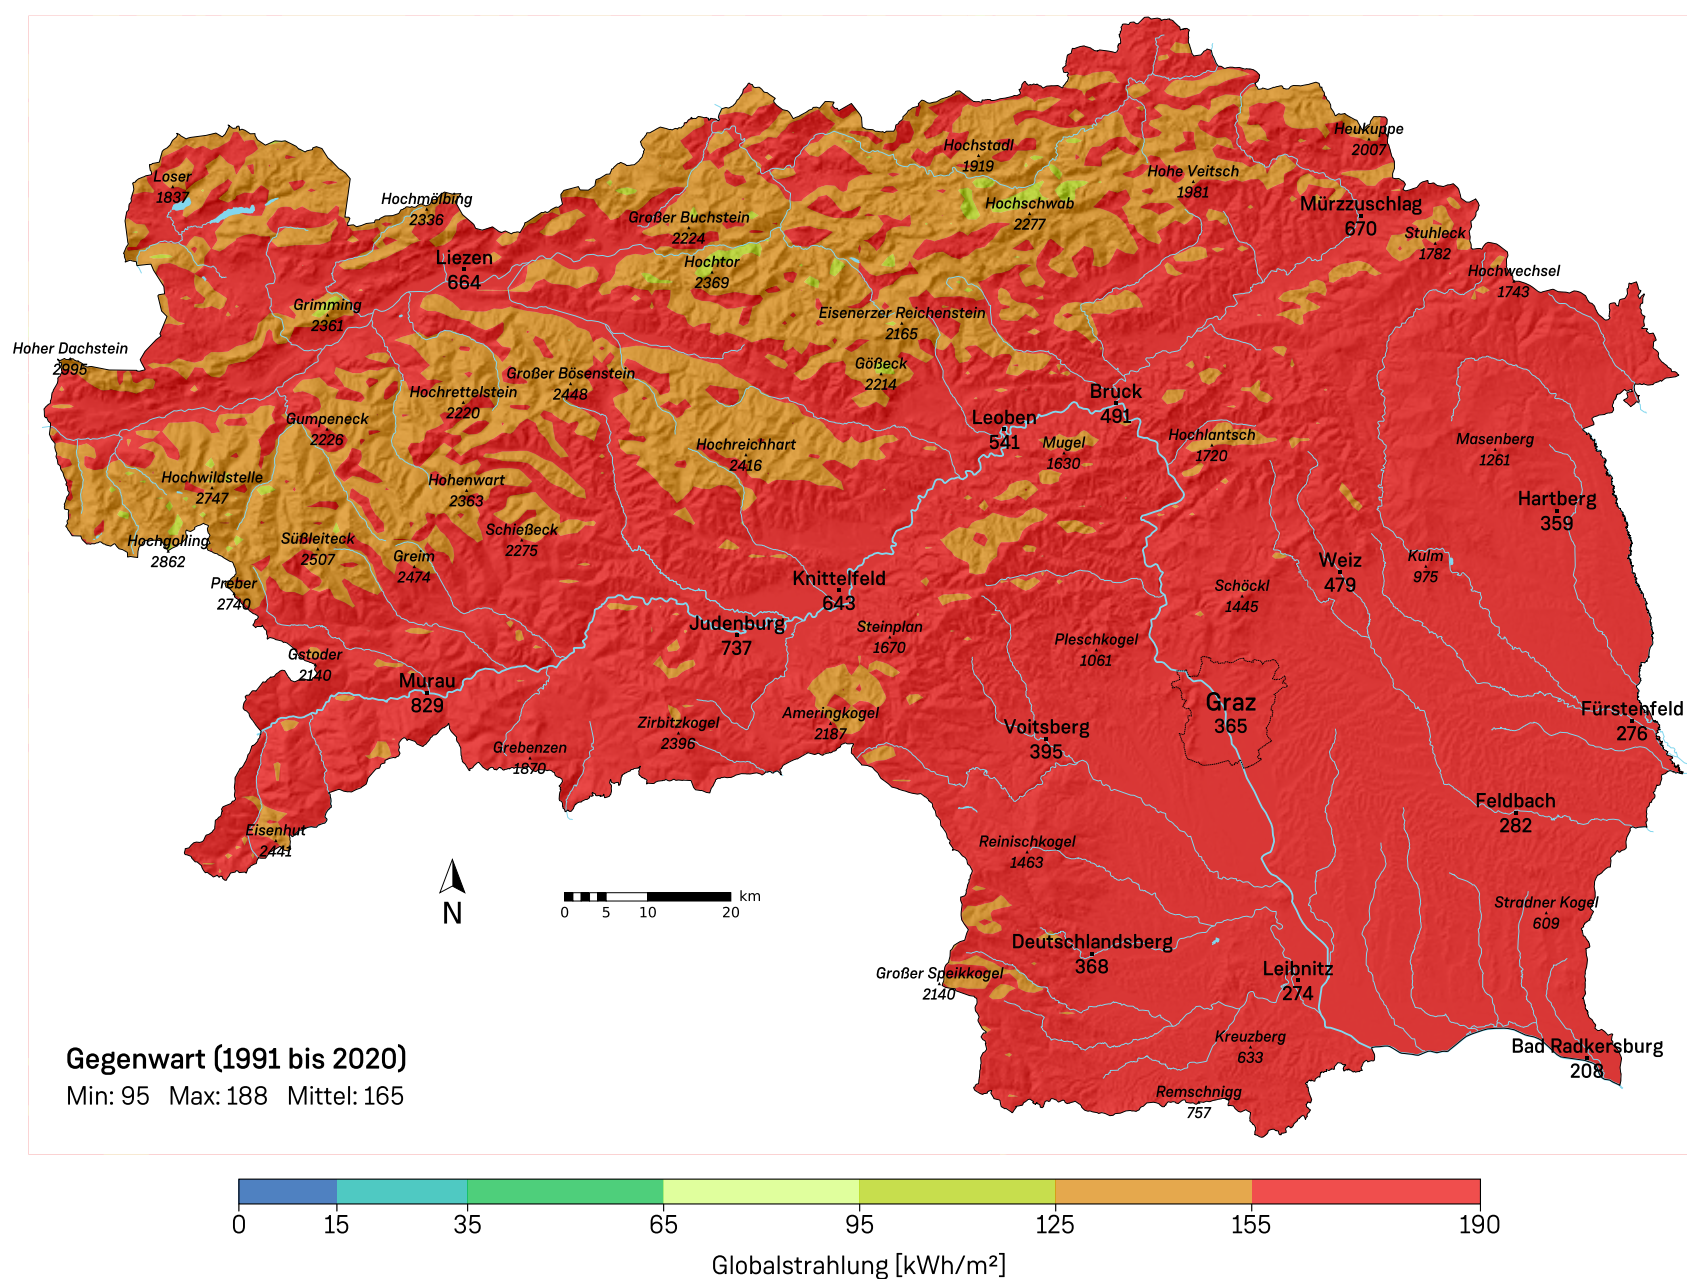 Heukuppe
2007
Hochstadl
1919
Hohe Veitsch
1981
Loser
1837
Hochmölbing
2336
Hochschwab
2277
Mürzzuschlag
670
Großer Buchstein
2224
Stuhleck
1782
Liezen
664
Hochtor
2369
Hochwechsel
1743
Grimming
2361
Eisenerzer Reichenstein
2165
Hoher Dachstein
2995
Gößeck
2214
Großer Bösenstein
2448
Hochrettelstein
2220
Bruck
491
Gumpeneck
2226
Leoben
541
Hochreichhart
2416
Mugel
1630
Hochlantsch
1720
Masenberg
1261
Hochwildstelle
2747
Hohenwart
2363
Hartberg
359
Schießeck
2275
Hochgolling
2862
Süßleiteck
2507
Greim
2474
Weiz
479
Kulm
975
Preber
2740
Knittelfeld
643
Schöckl
1445
Judenburg
737
Steinplan
1670
Pleschkogel
1061
Gstoder
2140
Murau
829
Graz
365
Fürstenfeld
276
Zirbitzkogel
2396
Ameringkogel
2187
Voitsberg
395
Grebenzen
1870
Feldbach
282
Eisenhut
2441
Reinischkogel
1463
N
km
0 5 10 20
Stradner Kogel
609
Deutschlandsberg
368
Großer Speikkogel
2140
Leibnitz
274
Kreuzberg
633
Bad Radkersburg
208
Remschnigg
757
Gegenwart (1991 bis 2020)
Min: 95 Max: 188 Mittel: 165
0 15 35 65 95 125 155 190
Globalstrahlung [kWh/m²]